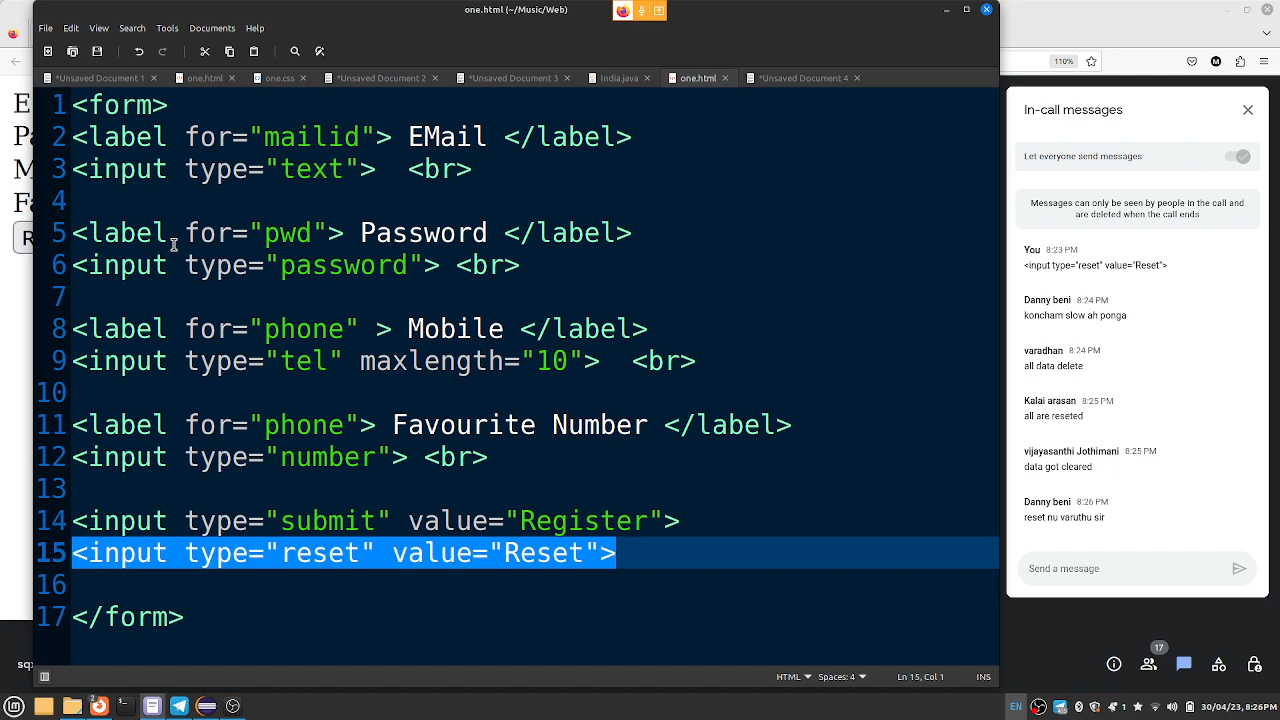 one.html (~/Music/Web)
File Edit View Search Tools Documents Help
*Unsaved Document 1 one.html one.css *Unsaved Document 2 *Unsaved Document 3 India.java one.html *Unsaved Document 4
110%
1 <form>
2 <label for="mailid"> EMail </label>
3 <input type="text">  <br>
4
5 <label for="pwd"> Password </label>
6 <input type="password"> <br>
7
8 <label for="phone" > Mobile </label>
9 <input type="tel" maxlength="10">  <br>
10
11 <label for="phone"> Favourite Number </label>
12 <input type="number"> <br>
13
14 <input type="submit" value="Register">
15 <input type="reset" value="Reset">
16
17 </form>
HTML Spaces: 4 Ln 15, Col 1 INS
In-call messages
Let everyone send messages
Messages can only be seen by people in the call and
are deleted when the call ends
You 8:23 PM
<input type="reset" value="Reset">
Danny beni 8:24 PM
koncham slow ah ponga
varadhan 8:24 PM
all data delete
Kalai arasan 8:25 PM
all are reseted
vijayasanthi Jothimani 8:25 PM
data got cleared
Danny beni 8:26 PM
reset nu varuthu sir
Send a message
17
EN 1 30/04/23, 8:26PM